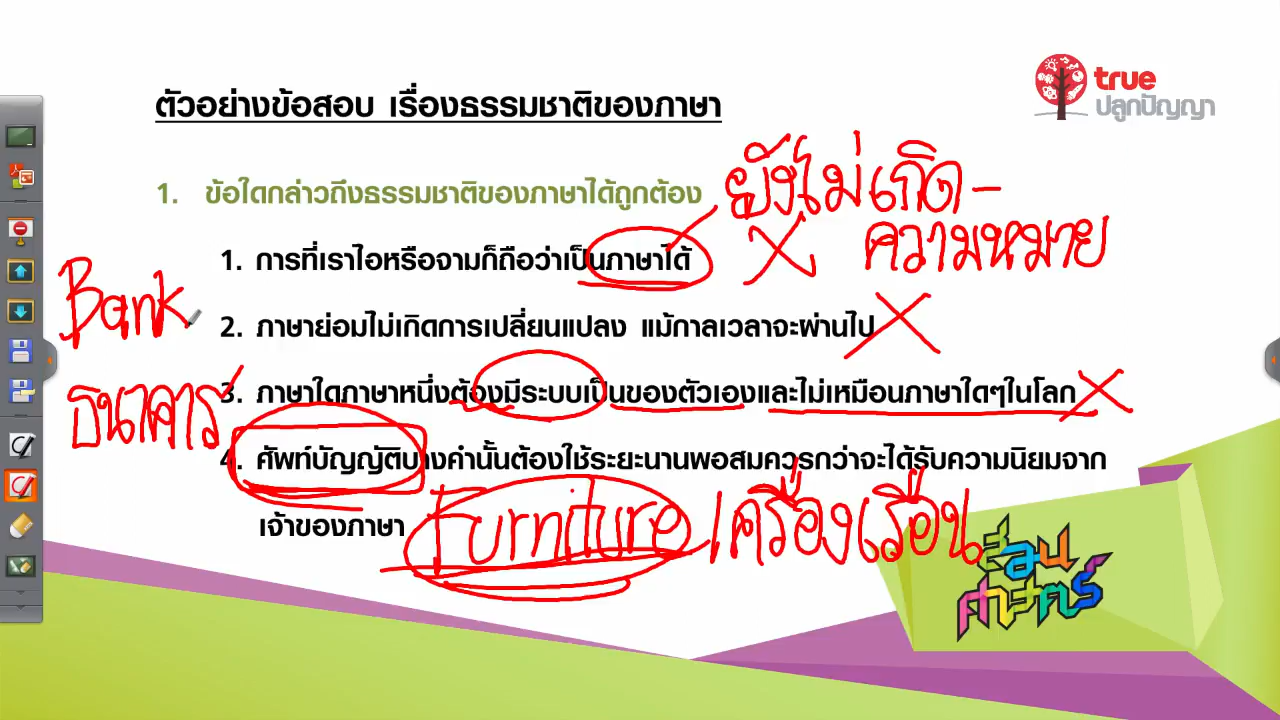 true
ปลูกปัญญา
ตัวอย่างข้อสอบ เรื่องธรรมชาติของภาษา
1. ข้อใดกล่าวถึงธรรมชาติของภาษาได้ถูกต้อง
ยังไม่เกิด-
ความหมาย
1. การที่เราไอหรือจามก็ถือว่าเป็นภาษาได้
Bank
2. ภาษาย่อมไม่เกิดการเปลี่ยนแปลง แม้กาลเวลาจะผ่านไป
ธนาคาร
3. ภาษาใดภาษาหนึ่งต้องมีระบบเป็นของตัวเองและไม่เหมือนภาษาใดๆในโลก
4. ศัพท์บัญญัติบางคำนั้นต้องใช้ระยะนานพอสมควรกว่าจะได้รับความนิยมจาก
เจ้าของภาษา
Furniture เครื่องเรือน
สอน
ศาสตร์